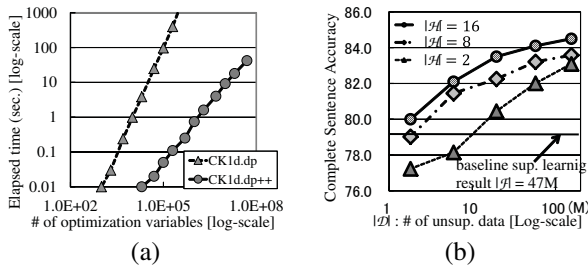 Elapsed time (sec.) [log-scale]
1000
100
10
1
0.1
0.01
CK1d.dp
CK1d.dp++
1.0E+02
1.0E+05
1.0E+08
# of optimization variables [log-scale]
(a)
Complete Sentence Accuracy
84.0
82.0
80.0
78.0
76.0
|ℋ| = 16
|ℋ| = 8
|ℋ| = 2
baseline sup. learnig
result |ℱ| = 47M
1
10
100 (M)
|𝒟| : # of unsup. data [Log-scale]
(b)